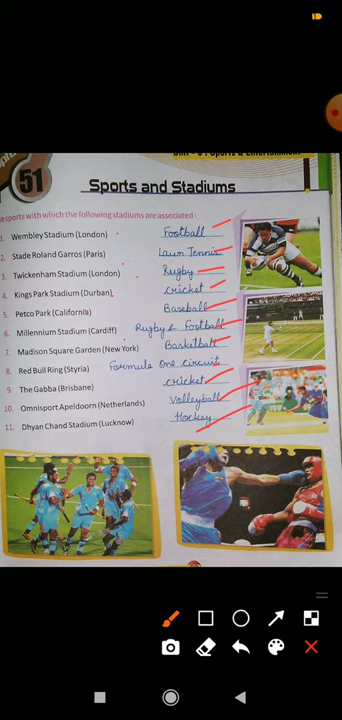 51
Sports and Stadiums
e sports with which the following stadiums are associated :
1. Wembley Stadium (London) Football
2. Stade Roland Garros (Paris) Lawn Tennis
3. Twickenham Stadium (London) Rugby
4. Kings Park Stadium (Durban) Cricket
5. Petco Park (California) Baseball
6. Millennium Stadium (Cardiff) Rugby & Football
7. Madison Square Garden (New York) Basketball
8. Red Bull Ring (Styria) Formula One Circuit
9. The Gabba (Brisbane) Cricket
10. Omnisport Apeldoorn (Netherlands) Volleyball
11. Dhyan Chand Stadium (Lucknow) Hockey